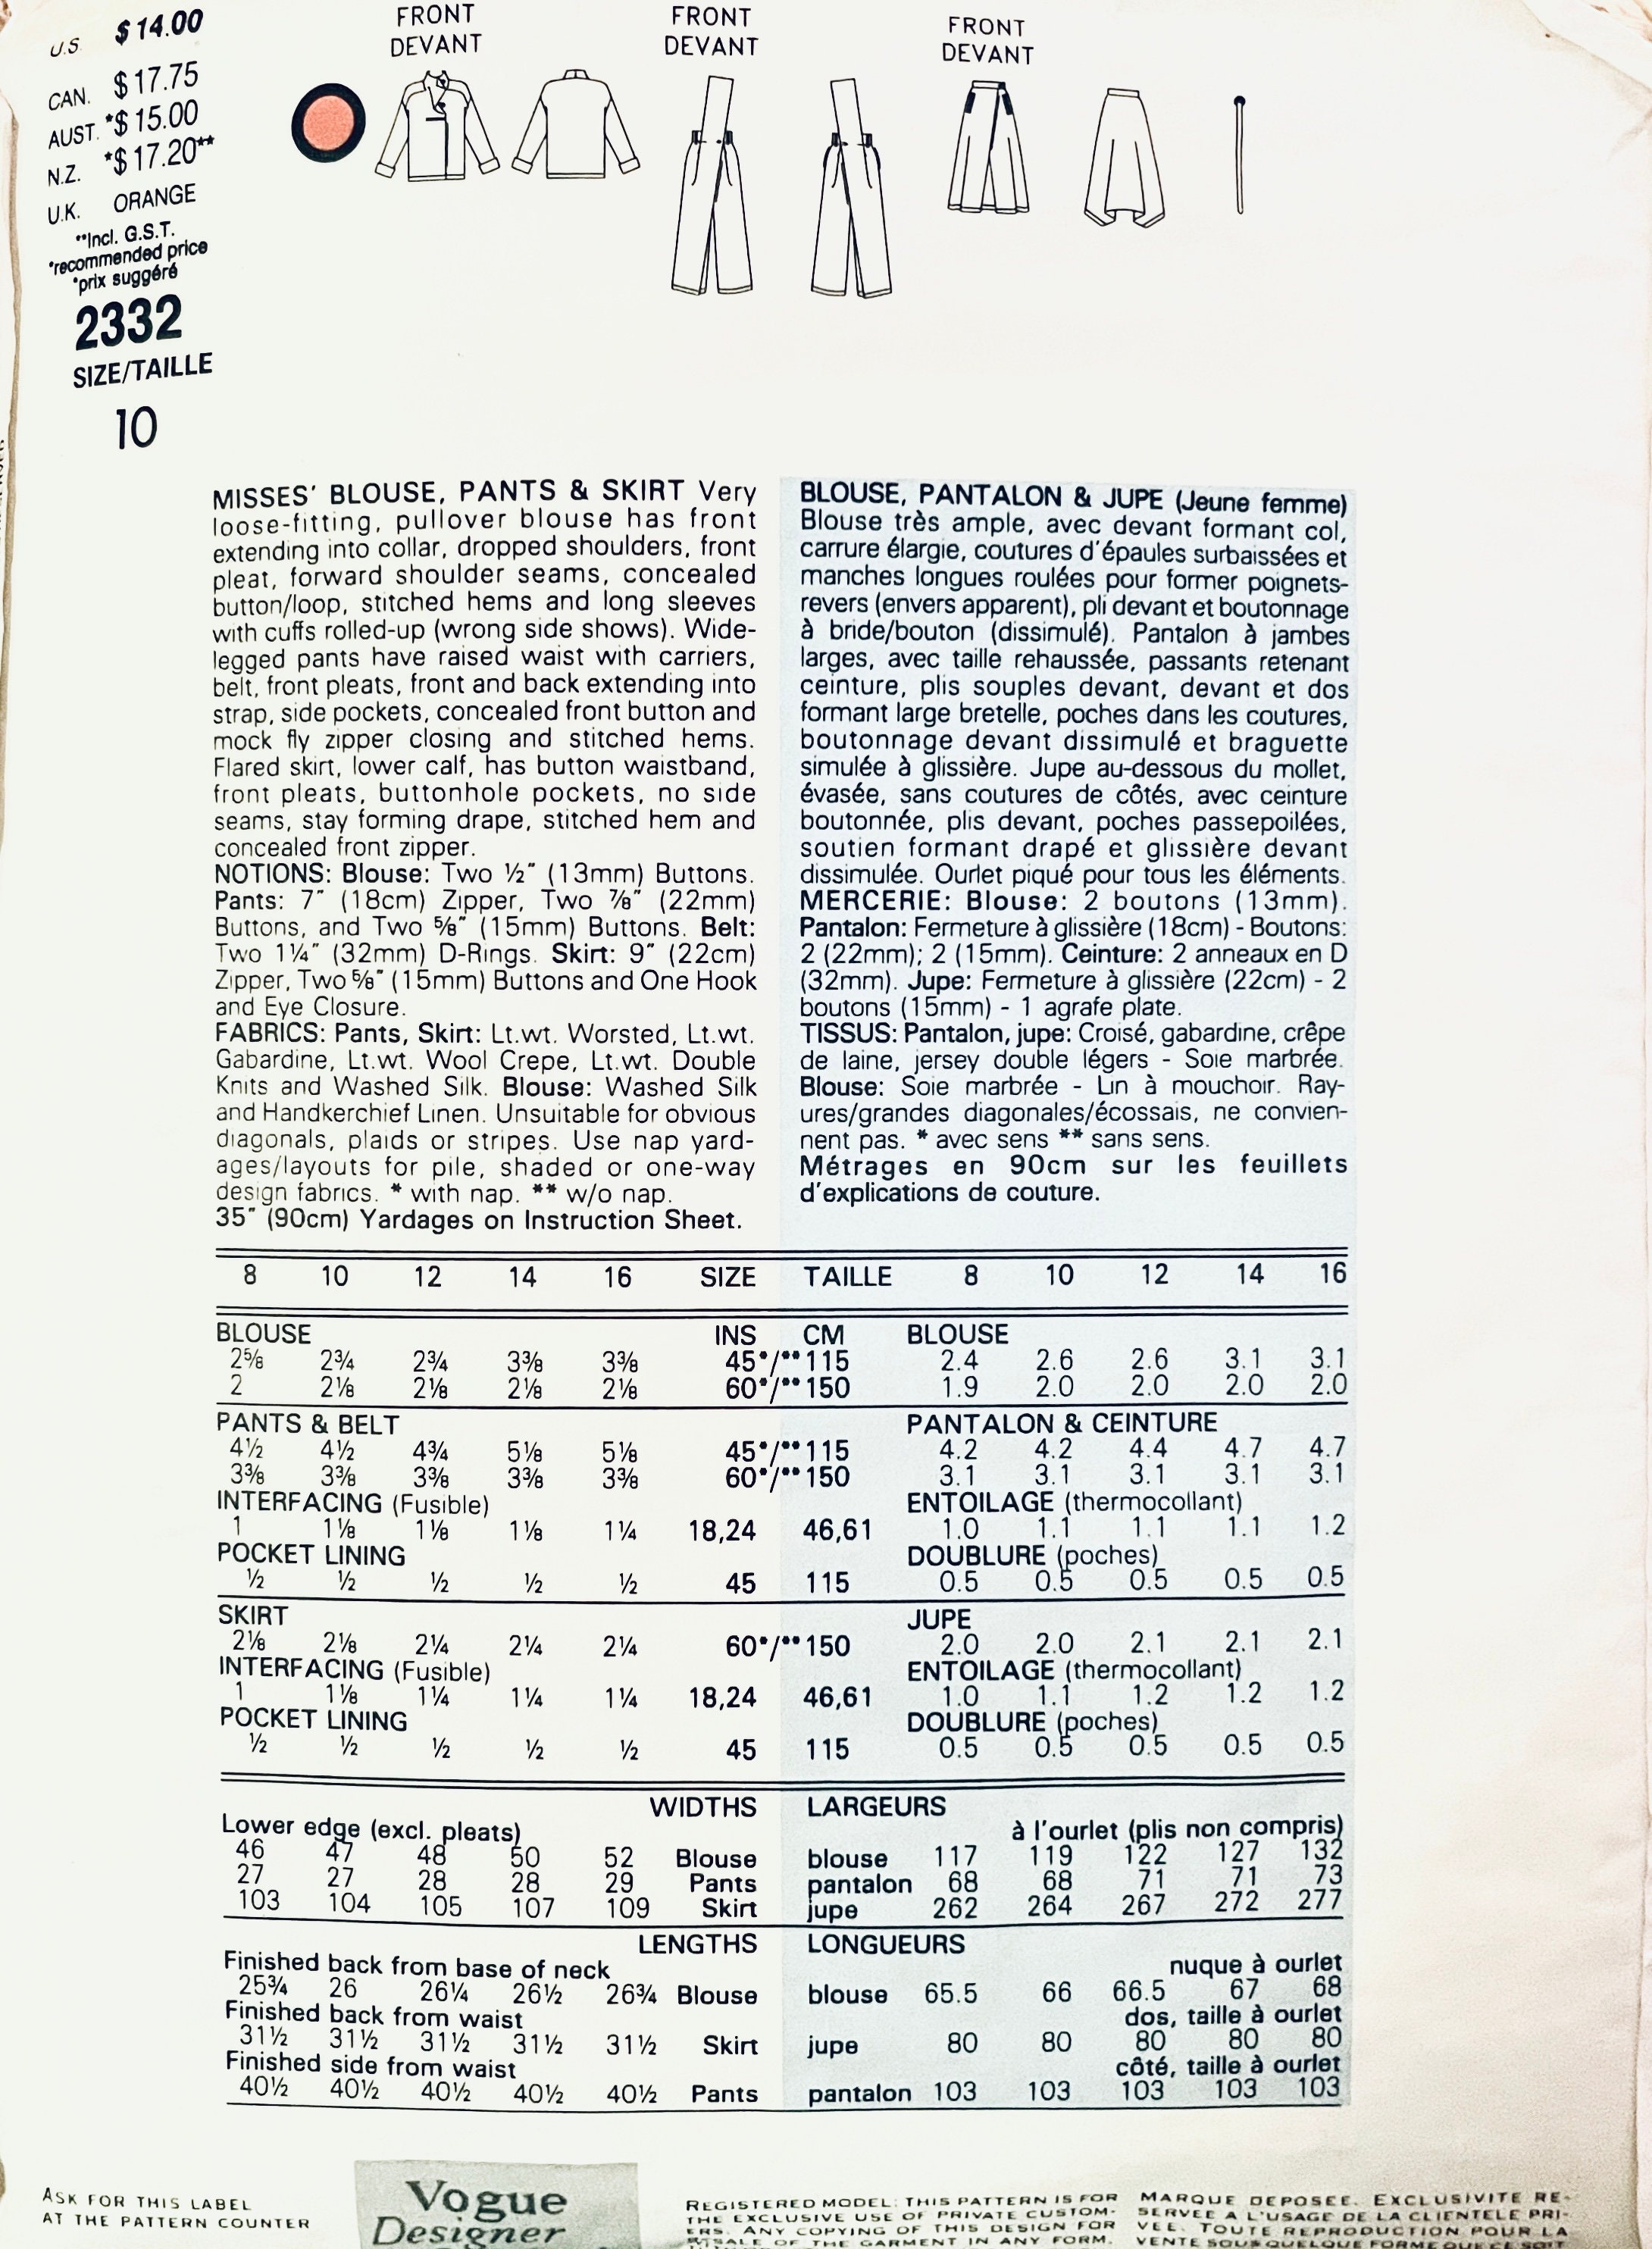 U.S. $14.00
CAN. $17.75
AUST. *$15.00
N.Z. *$17.20**
U.K. ORANGE
**Incl. G.S.T.
*recommended price
*prix suggéré
2332
SIZE/TAILLE
10
FRONT
DEVANT
FRONT
DEVANT
FRONT
DEVANT
MISSES' BLOUSE, PANTS & SKIRT Very
loose-fitting, pullover blouse has front
extending into collar, dropped shoulders, front
pleat, forward shoulder seams, concealed
button/loop, stitched hems and long sleeves
with cuffs rolled-up (wrong side shows). Wide-
legged pants have raised waist with carriers,
belt, front pleats, front and back extending into
strap, side pockets, concealed front button and
mock fly zipper closing and stitched hems.
Flared skirt, lower calf, has button waistband,
front pleats, buttonhole pockets, no side
seams, stay forming drape, stitched hem and
concealed front zipper.
NOTIONS: Blouse: Two ½" (13mm) Buttons.
Pants: 7" (18cm) Zipper, Two ⅞" (22mm)
Buttons, and Two ⅝" (15mm) Buttons. Belt:
Two 1¼" (32mm) D-Rings. Skirt: 9" (22cm)
Zipper, Two ⅝" (15mm) Buttons and One Hook
and Eye Closure.
FABRICS: Pants, Skirt: Lt.wt. Worsted, Lt.wt.
Gabardine, Lt.wt. Wool Crepe, Lt.wt. Double
Knits and Washed Silk. Blouse: Washed Silk
and Handkerchief Linen. Unsuitable for obvious
diagonals, plaids or stripes. Use nap yard-
ages/layouts for pile, shaded or one-way
design fabrics. * with nap. ** w/o nap.
35" (90cm) Yardages on Instruction Sheet.
BLOUSE, PANTALON & JUPE (Jeune femme)
Blouse très ample, avec devant formant col,
carrure élargie, coutures d'épaules surbaissées et
manches longues roulées pour former poignets-
revers (envers apparent), pli devant et boutonnage
à bride/bouton (dissimulé). Pantalon à jambes
larges, avec taille rehaussée, passants retenant
ceinture, plis souples devant, devant et dos
formant large bretelle, poches dans les coutures,
boutonnage devant dissimulé et braguette
simulée à glissière. Jupe au-dessous du mollet,
évasée, sans coutures de côtés, avec ceinture
boutonnée, plis devant, poches passepoilées,
soutien formant drapé et glissière devant
dissimulée. Ourlet piqué pour tous les éléments.
MERCERIE: Blouse: 2 boutons (13mm).
Pantalon: Fermeture à glissière (18cm) - Boutons:
2 (22mm); 2 (15mm). Ceinture: 2 anneaux en D
(32mm). Jupe: Fermeture à glissière (22cm) - 2
boutons (15mm) - 1 agrafe plate.
TISSUS: Pantalon, jupe: Croisé, gabardine, crêpe
de laine, jersey double légers - Soie marbrée.
Blouse: Soie marbrée - Lin à mouchoir. Ray-
ures/grandes diagonales/écossais, ne convien-
nent pas. * avec sens ** sans sens.
Métrages en 90cm sur les feuillets
d'explications de couture.
8 10 12 14 16 SIZE TAILLE 8 10 12 14 16
BLOUSE INS CM BLOUSE
2⅝ 2¾ 2¾ 3⅜ 3⅜ 45*/**115 2.4 2.6 2.6 3.1 3.1
2 2⅛ 2⅛ 2⅛ 2⅛ 60*/**150 1.9 2.0 2.0 2.0 2.0
PANTS & BELT PANTALON & CEINTURE
4½ 4½ 4¾ 5⅛ 5⅛ 45*/**115 4.2 4.2 4.4 4.7 4.7
3⅜ 3⅜ 3⅜ 3⅜ 3⅜ 60*/**150 3.1 3.1 3.1 3.1 3.1
INTERFACING (Fusible) ENTOILAGE (thermocollant)
1 1⅛ 1⅛ 1⅛ 1¼ 18,24 46,61 1.0 1.1 1.1 1.1 1.2
POCKET LINING DOUBLURE (poches)
½ ½ ½ ½ ½ 45 115 0.5 0.5 0.5 0.5 0.5
SKIRT JUPE
2⅛ 2⅛ 2¼ 2¼ 2¼ 60*/**150 2.0 2.0 2.1 2.1 2.1
INTERFACING (Fusible) ENTOILAGE (thermocollant)
1 1⅛ 1¼ 1¼ 1¼ 18,24 46,61 1.0 1.1 1.2 1.2 1.2
POCKET LINING DOUBLURE (poches)
½ ½ ½ ½ ½ 45 115 0.5 0.5 0.5 0.5 0.5
WIDTHS LARGEURS
Lower edge (excl. pleats) à l'ourlet (plis non compris)
46 47 48 50 52 Blouse blouse 117 119 122 127 132
27 27 28 28 29 Pants pantalon 68 68 71 71 73
103 104 105 107 109 Skirt jupe 262 264 267 272 277
LENGTHS LONGUEURS
Finished back from base of neck nuque à ourlet
25¾ 26 26¼ 26½ 26¾ Blouse blouse 65.5 66 66.5 67 68
Finished back from waist dos, taille à ourlet
31½ 31½ 31½ 31½ 31½ Skirt jupe 80 80 80 80 80
Finished side from waist côté, taille à ourlet
40½ 40½ 40½ 40½ 40½ Pants pantalon 103 103 103 103 103
ASK FOR THIS LABEL
AT THE PATTERN COUNTER
Vogue
Designer
REGISTERED MODEL: THIS PATTERN IS FOR
THE EXCLUSIVE USE OF PRIVATE CUSTOM-
ERS. ANY COPYING OF THIS DESIGN FOR
OF THE GARMENT IN ANY FORM,
MARQUE DEPOSEE. EXCLUSIVITE RE-
SERVEE A L'USAGE DE LA CLIENTELE PRI-
VEE. TOUTE REPRODUCTION POUR LA
VENTE SOUS QUELQUE FORME QUE CE SOIT